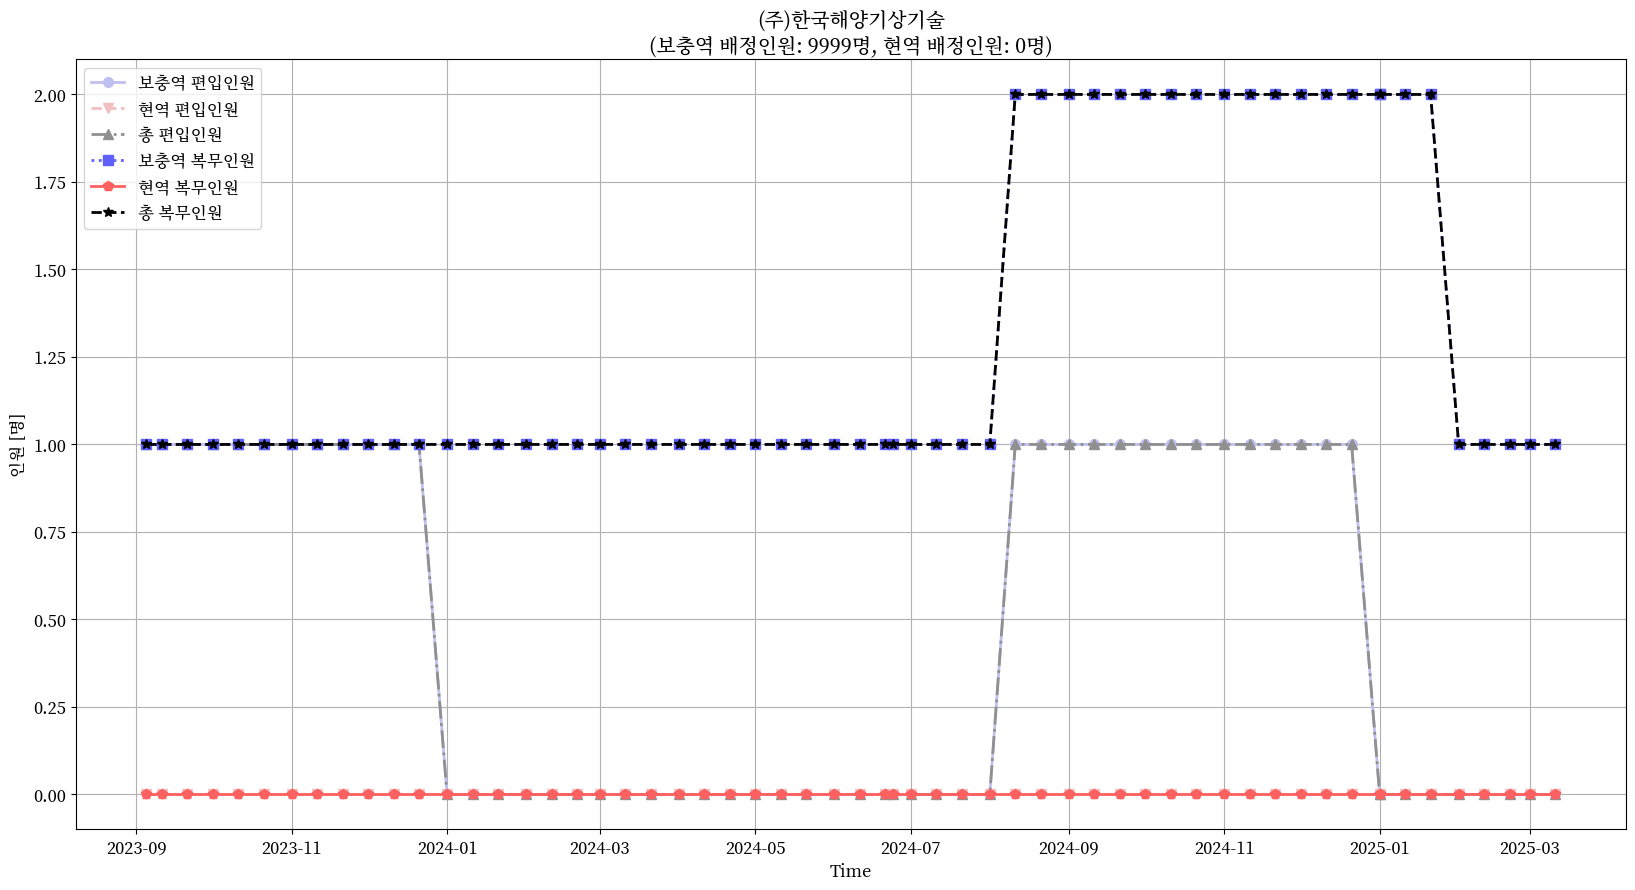 (주)한국해양기상기술
(보충역 배정인원: 9999명, 현역 배정인원: 0명)
보충역 편입인원
현역 편입인원
총 편입인원
보충역 복무인원
현역 복무인원
총 복무인원
2.00
1.75
1.50
1.25
1.00
0.75
0.50
0.25
0.00
인원 [명]
2023-09 2023-11 2024-01 2024-03 2024-05 2024-07 2024-09 2024-11 2025-01 2025-03
Time